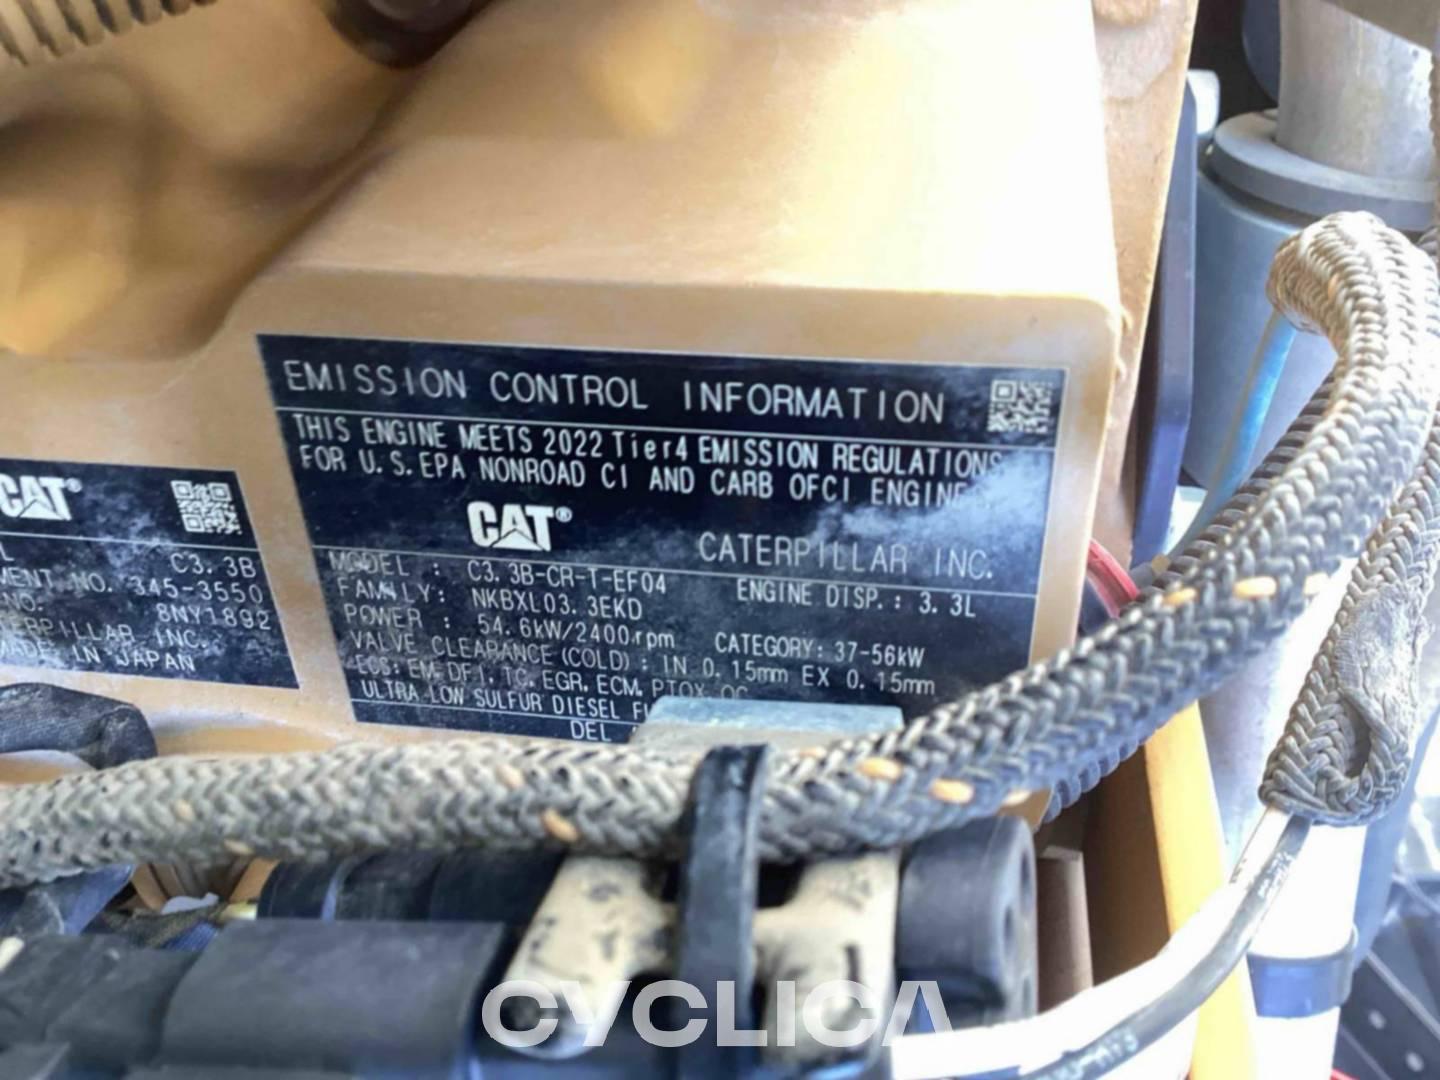 EMISSION CONTROL INFORMATION
THIS ENGINE MEETS 2022 Tier4 EMISSION REGULATIONS
FOR U.S.EPA NONROAD CI AND CARB OFCI
CAT®
CATERPILLAR INC.
MODEL : C3.3B-CR-T-EF04 ENGINE DISP.: 3.3L
FAMILY: NKBXL03.3EKD
POWER : 54.6kW/2400rpm CATEGORY: 37-56kW
VALVE CLEARANCE(COLD): IN 0.15mm EX 0.15mm
ECS: EM,DFI,TC,EGR,ECM,PTOX,OC
ULTRA LOW SULFUR DIESEL
DEL
CAT®
C3.3B
NO. 345-3550
NO. 8NY1892
INC.
MADE IN JAPAN
CYCLICA